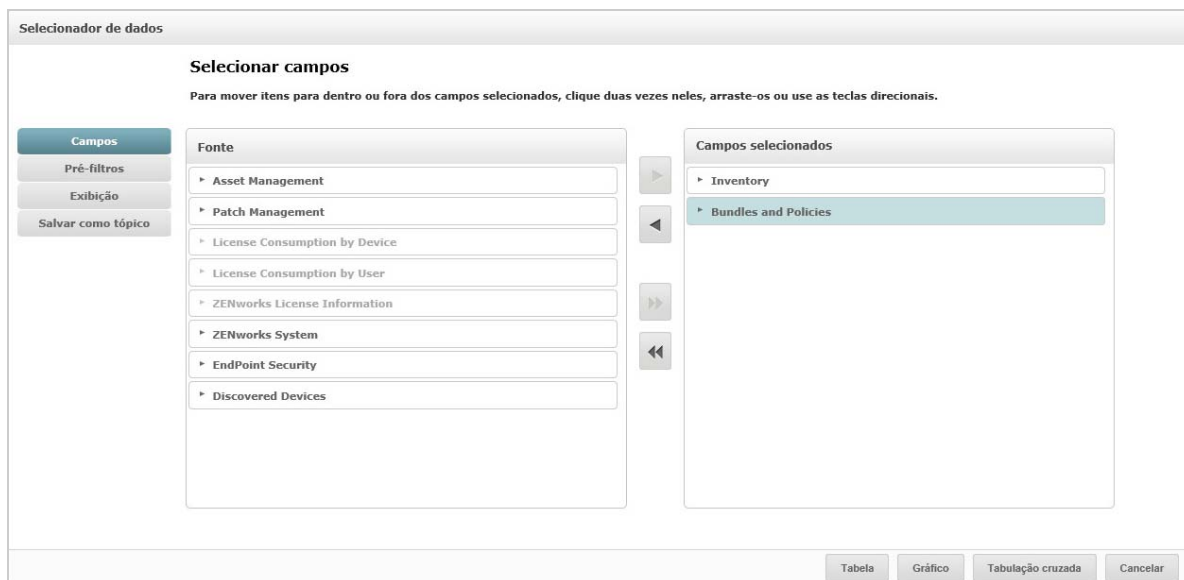 Selecionador de dados
Selecionar campos
Para mover itens para dentro ou fora dos campos selecionados, clique duas vezes neles, arraste-os ou use as teclas direcionais.
Campos
Pré-filtros
Exibição
Salvar como tópico
Fonte
Asset Management
Patch Management
License Consumption by Device
License Consumption by User
ZENworks License Information
ZENworks System
EndPoint Security
Discovered Devices
Campos selecionados
Inventory
Bundles and Policies
Tabela
Gráfico
Tabulação cruzada
Cancelar